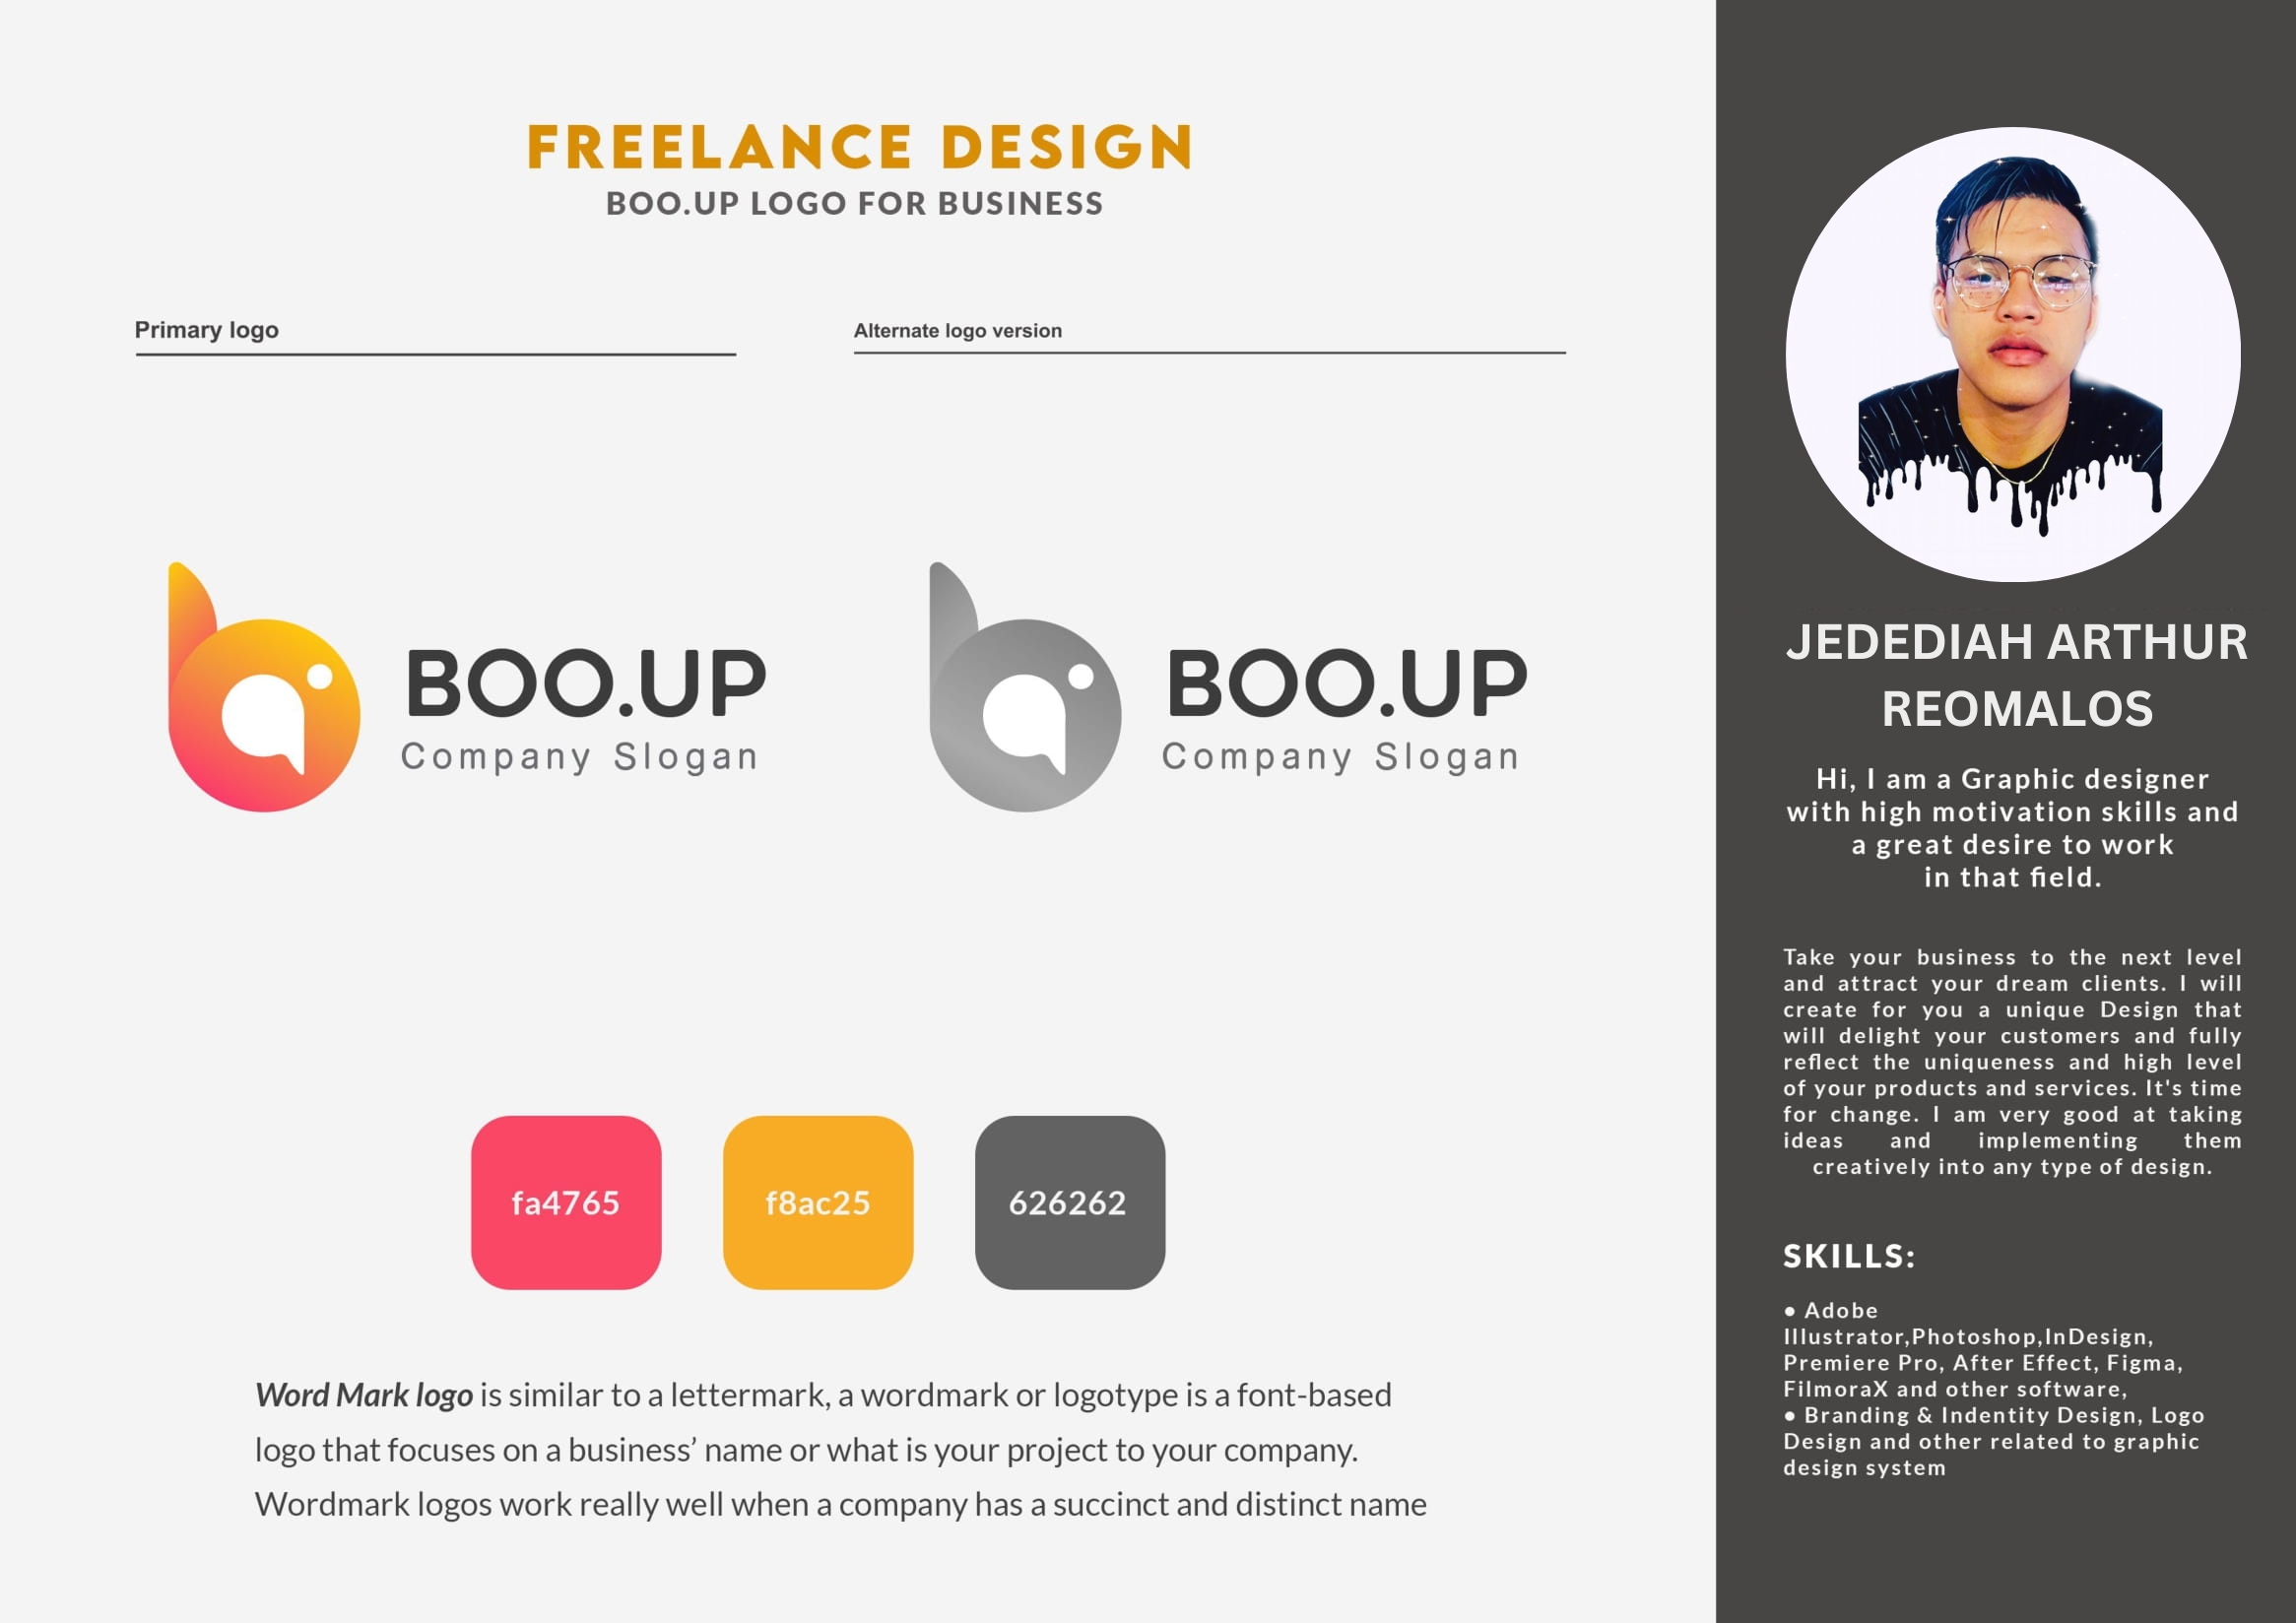 FREELANCE DESIGN
BOO.UP LOGO FOR BUSINESS
Primary logo
Alternate logo version
BOO.UP
Company Slogan
BOO.UP
Company Slogan
fa4765
f8ac25
626262
Word Mark logo is similar to a lettermark, a wordmark or logotype is a font-based
logo that focuses on a business’ name or what is your project to your company.
Wordmark logos work really well when a company has a succinct and distinct name
JEDEDIAH ARTHUR
REOMALOS
Hi, I am a Graphic designer
with high motivation skills and
a great desire to work
in that field.
Take your business to the next level
and attract your dream clients. I will
create for you a unique Design that
will delight your customers and fully
reflect the uniqueness and high level
of your products and services. It's time
for change. I am very good at taking
ideas and implementing them
creatively into any type of design.
SKILLS:
● Adobe
Illustrator,Photoshop,InDesign,
Premiere Pro, After Effect, Figma,
FilmoraX and other software,
● Branding & Indentity Design, Logo
Design and other related to graphic
design system